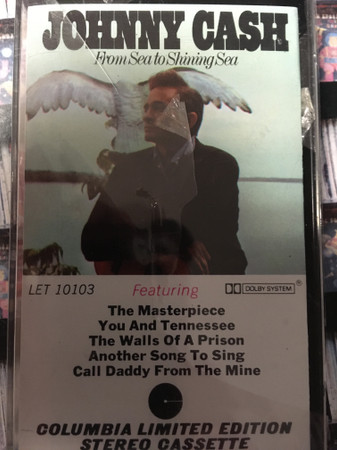 JOHNNY CASH
From Sea to Shining Sea
LET 10103
Featuring
DOLBY SYSTEM®
The Masterpiece
You And Tennessee
The Walls Of A Prison
Another Song To Sing
Call Daddy From The Mine
COLUMBIA LIMITED EDITION
STEREO CASSETTE